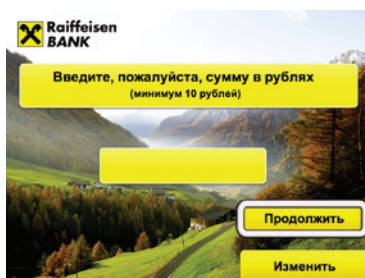 Raiffeisen
BANK
Введите, пожалуйста, сумму в рублях
(минимум 10 рублей)
Продолжить
Изменить